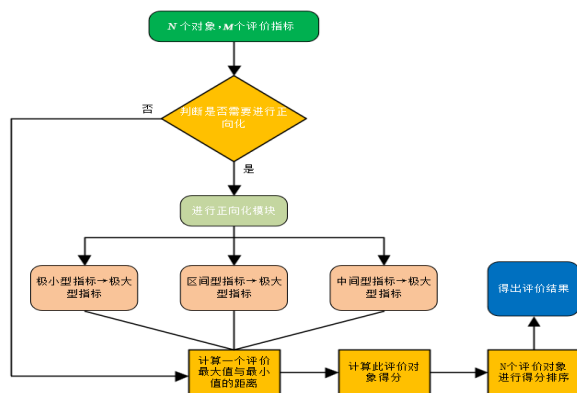 N个对象，M个评价指标
否
判断是否需要进行正
向化
是
进行正向化模块
极小型指标→极大
型指标
区间型指标→极大
型指标
中间型指标→极大
型指标
得出评价结果
计算一个评价
最大值与最小
值的距离
计算此评价对
象得分
N个评价对象
进行得分排序